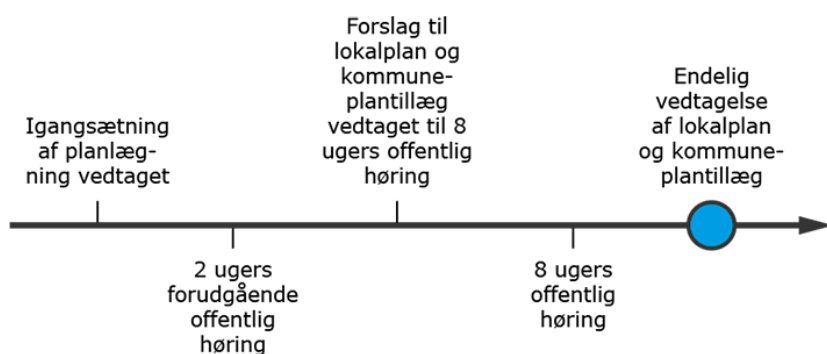 Igangsætning
af planlæg-
ning vedtaget
2 ugers
forudgående
offentlig
høring
Forslag til
lokalplan og
kommune-
plantillæg
vedtaget til 8
ugers offentlig
høring
8 ugers
offentlig
høring
Endelig
vedtagelse
af lokalplan
og kommune-
plantillæg